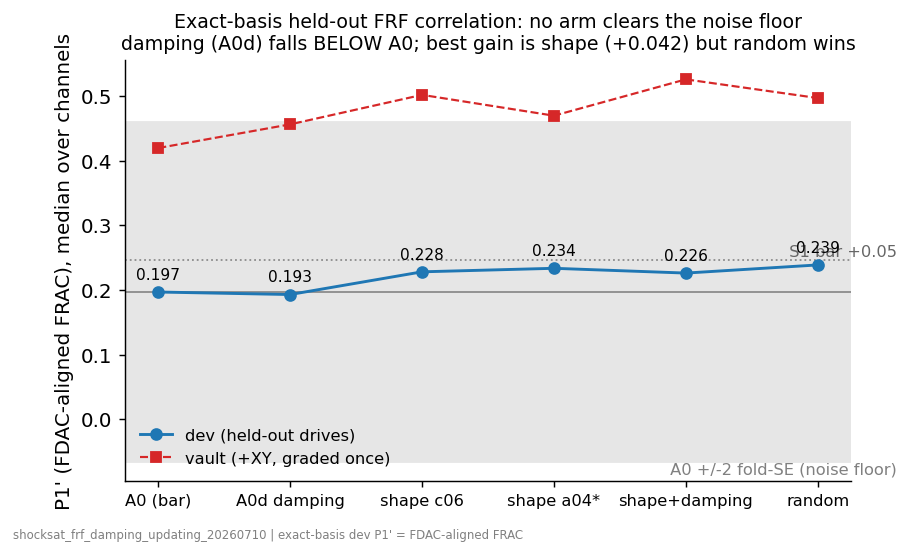 Exact-basis held-out FRF correlation: no arm clears the noise floor
damping (A0d) falls BELOW A0; best gain is shape (+0.042) but random wins
P1' (FDAC-aligned FRAC), median over channels
0.5
0.4
0.3
0.2
0.1
0.0
0.197
0.193
0.228
0.234
0.226
0.239
S1 bar +0.05
dev (held-out drives)
vault (+XY, graded once)
A0 +/-2 fold-SE (noise floor)
A0 (bar)
A0d damping
shape c06
shape a04*
shape+damping
random
shocksat_frf_damping_updating_20260710 | exact-basis dev P1' = FDAC-aligned FRAC